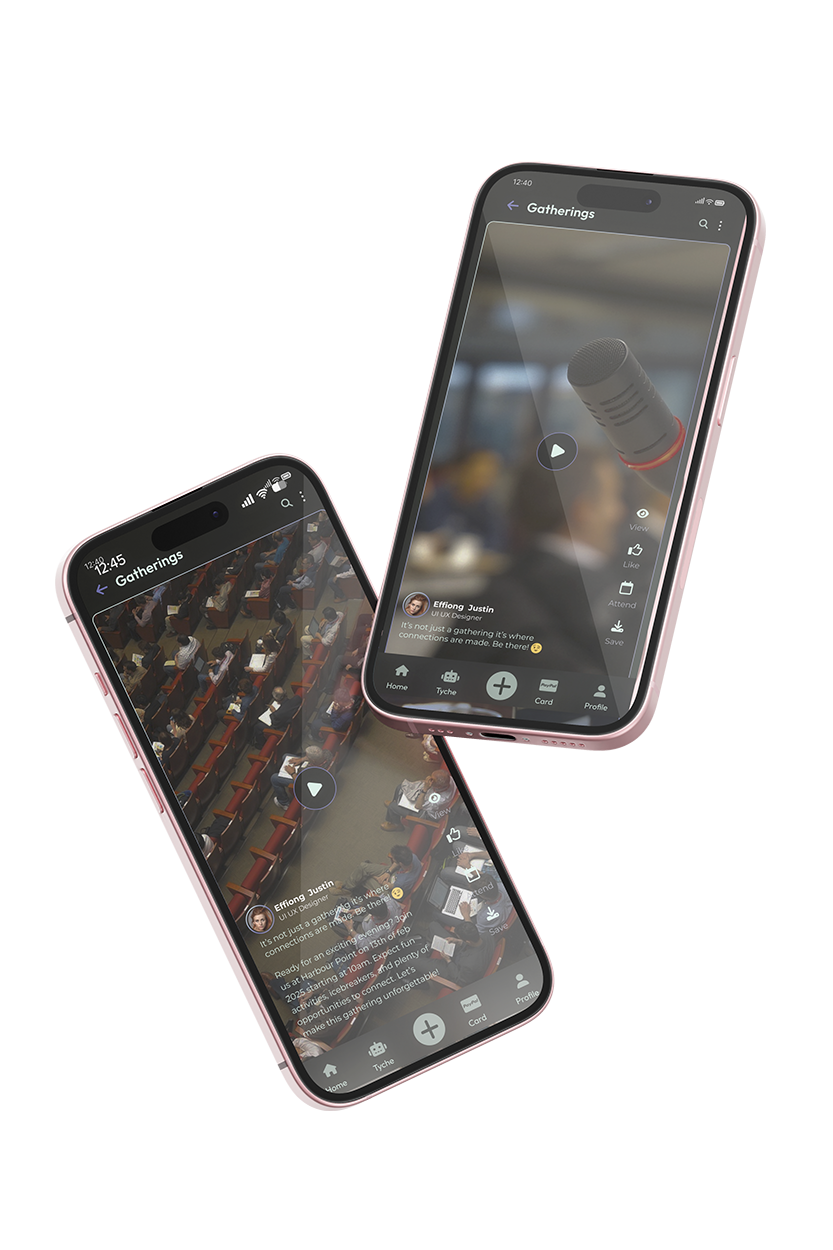 12:40
Gatherings
View
Like
Attend
Save
Effiong Justin
UI UX Designer
It's not just a gathering it's where
connections are made. Be there! 😉
Home
Tyche
PayPal
Card
Profile
12:40
12:45
Gatherings
View
Like
Attend
Save
Effiong Justin
UI UX Designer
It's not just a gathering it's where
connections are made. Be there! 😉
Ready for an exciting evening? Join
us at Harbour Point on 13th of feb
2025 starting at 10am. Expect fun
activities, icebreakers, and plenty of
opportunities to connect. Let's
make this gathering unforgettable!
Home
Tyche
PayPal
Card
Profile